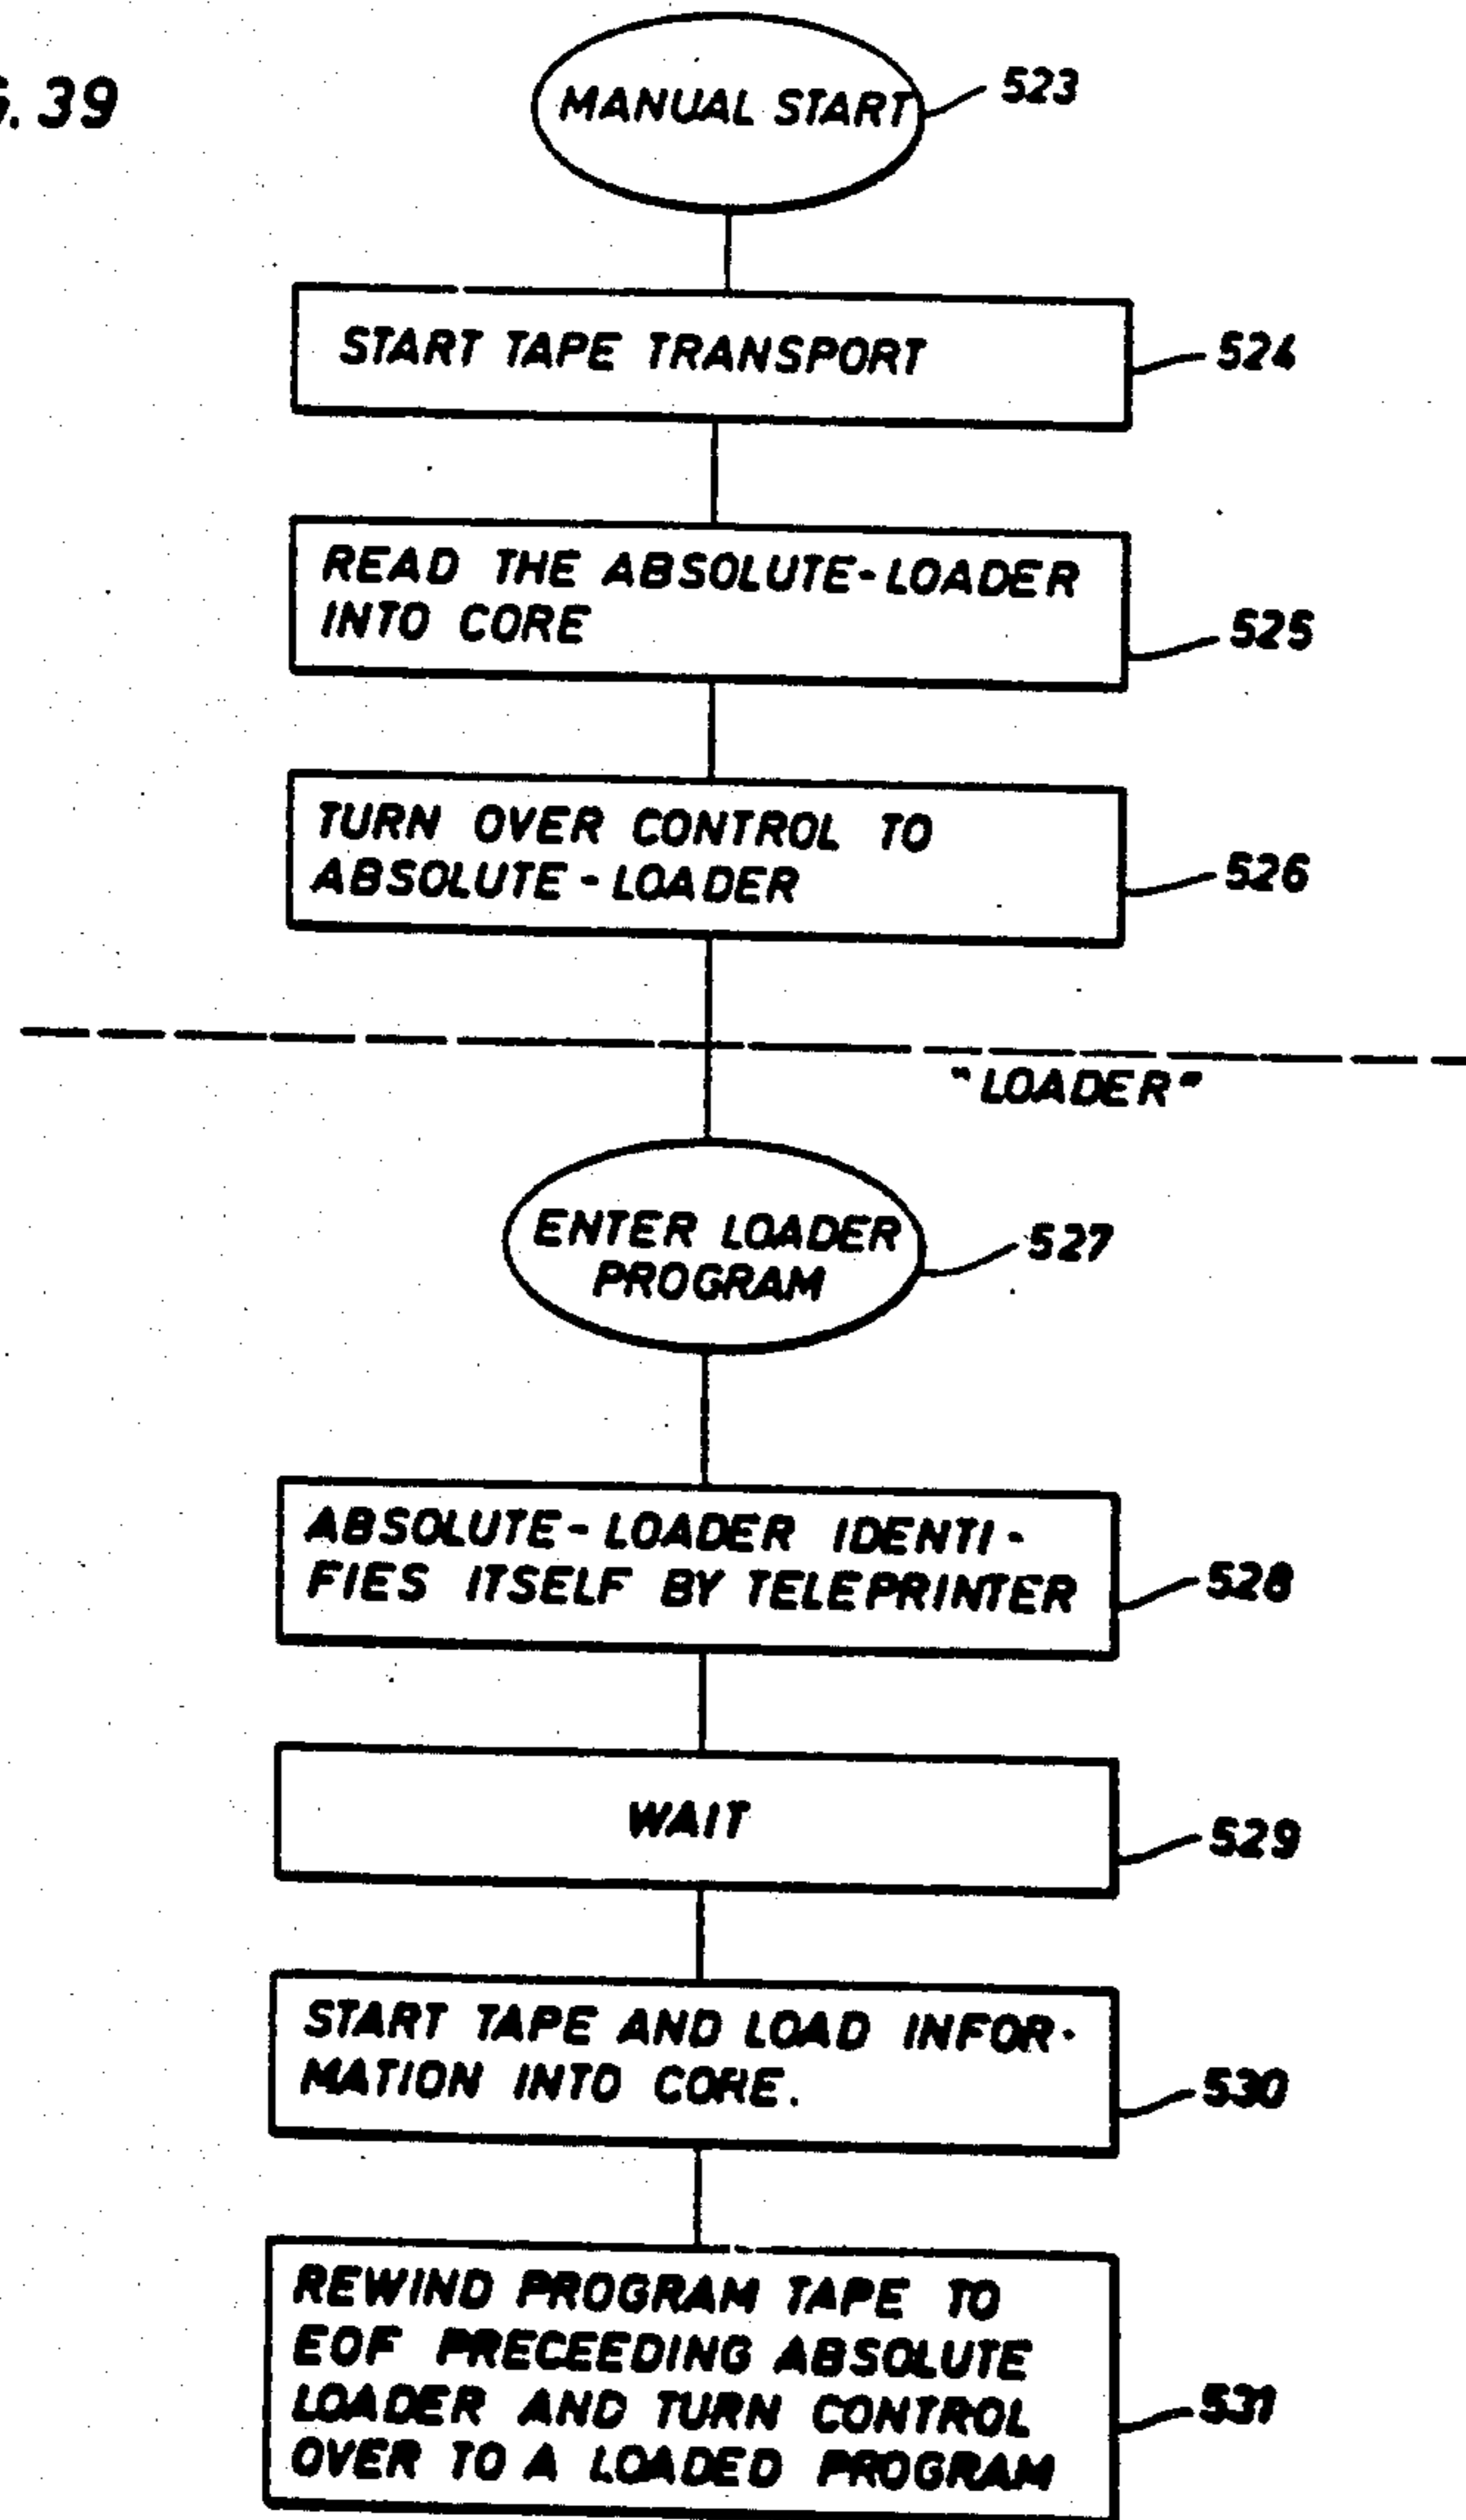 . 39
MANUAL START
523
START TAPE TRANSPORT
524
READ THE ABSOLUTE-LOADER
INTO CORE
525
TURN OVER CONTROL TO
ABSOLUTE-LOADER
526
"LOADER"
ENTER LOADER
PROGRAM
527
ABSOLUTE-LOADER IDENTI-
FIES ITSELF BY TELEPRINTER
528
WAIT
529
START TAPE AND LOAD INFOR-
MATION INTO CORE.
530
REWIND PROGRAM TAPE TO
EOF PRECEEDING ABSOLUTE
LOADER AND TURN CONTROL
OVER TO A LOADED PROGRAM
531